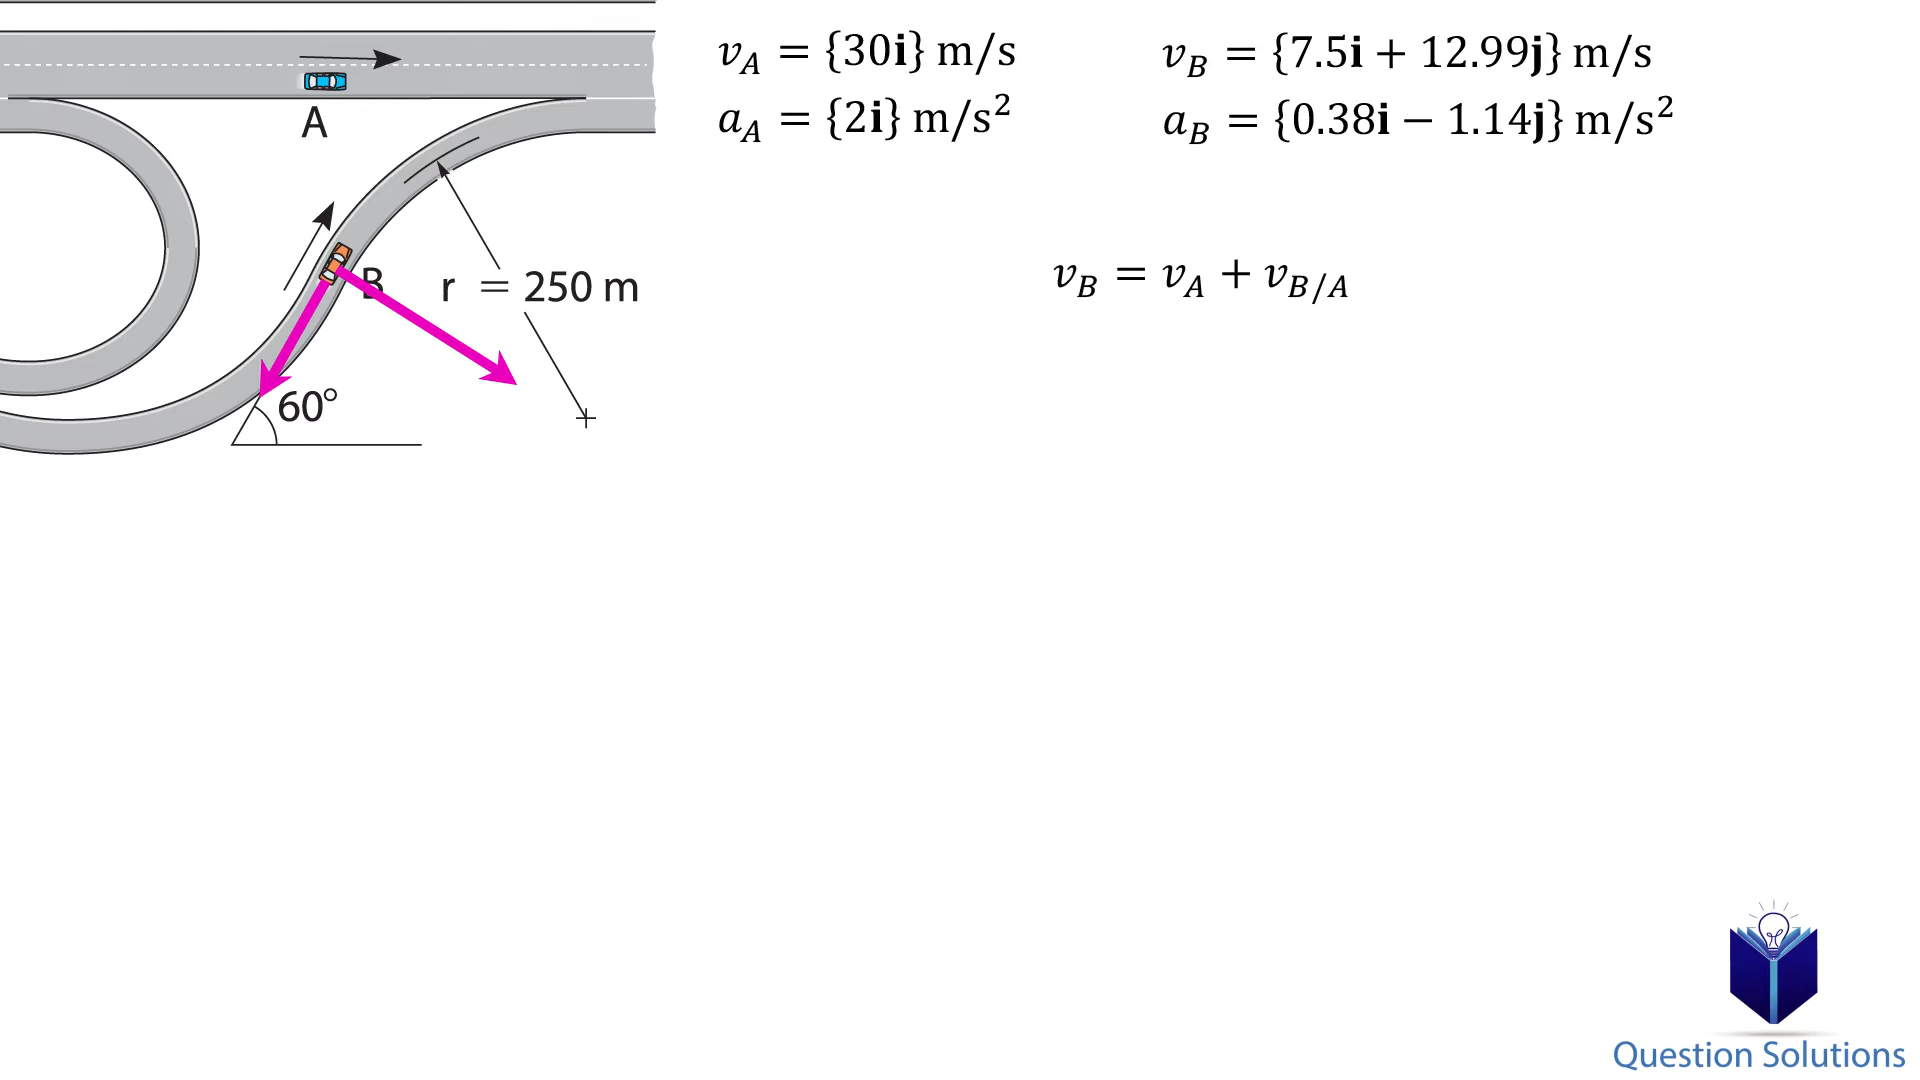 v_A = {30i} m/s
v_B = {7.5i + 12.99j} m/s
a_A = {2i} m/s²
a_B = {0.38i − 1.14j} m/s²
A
B
r = 250 m
v_B = v_A + v_{B/A}
60°
Question Solutions